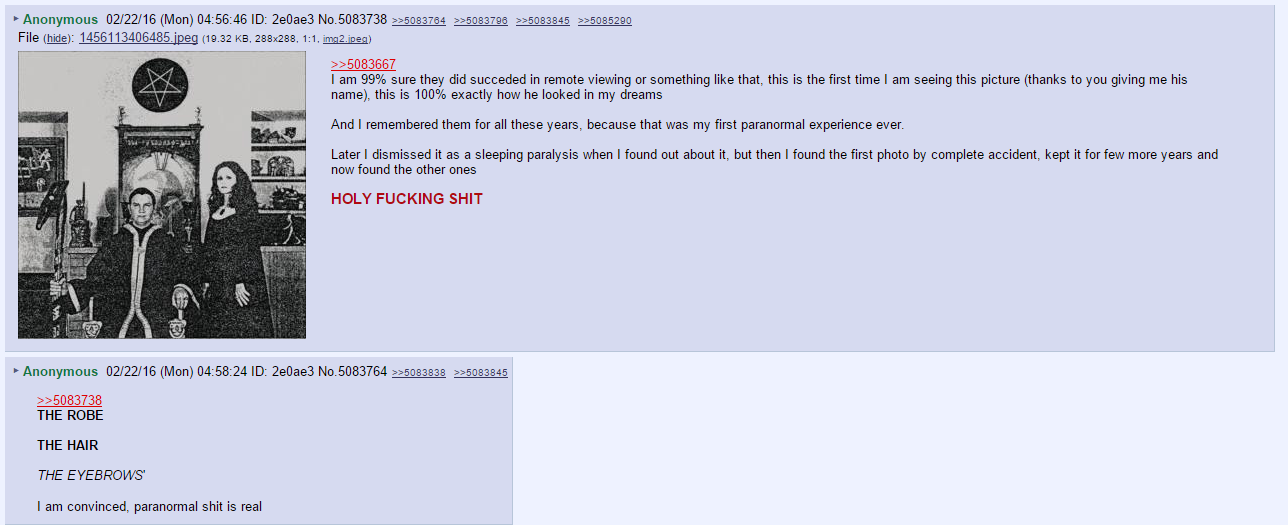 Anonymous 02/22/16 (Mon) 04:56:46 ID: 2e0ae3 No.5083738 >>5083764 >>5083796 >>5083845 >>5085290
File (hide): 1456113406485.jpeg (19.32 KB, 288x288, 1:1, img2.jpeg)
>>5083667
I am 99% sure they did succeded in remote viewing or something like that, this is the first time I am seeing this picture (thanks to you giving me his
name), this is 100% exactly how he looked in my dreams
And I remembered them for all these years, because that was my first paranormal experience ever.
Later I dismissed it as a sleeping paralysis when I found out about it, but then I found the first photo by complete accident, kept it for few more years and
now found the other ones
HOLY FUCKING SHIT
Anonymous 02/22/16 (Mon) 04:58:24 ID: 2e0ae3 No.5083764 >>5083838 >>5083845
>>5083738
THE ROBE
THE HAIR
THE EYEBROWS'
I am convinced, paranormal shit is real